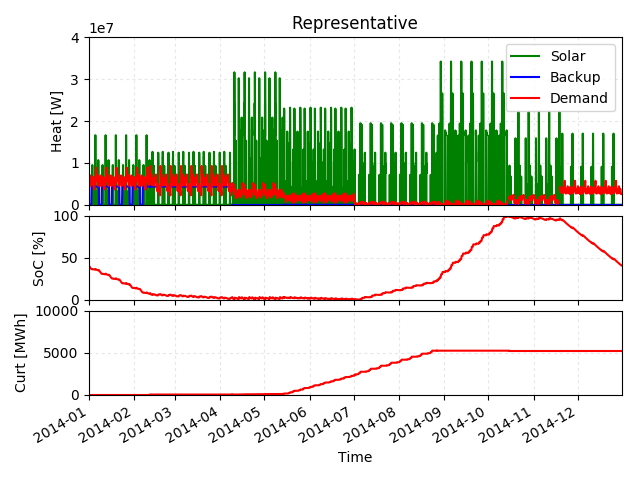 Representative
1e7
4
3
2
1
0
Heat [W]
Solar
Backup
Demand
100
50
0
SoC [%]
10000
5000
0
Curt [MWh]
2014-01
2014-02
2014-03
2014-04
2014-05
2014-06
2014-07
2014-08
2014-09
2014-10
2014-11
2014-12
Time